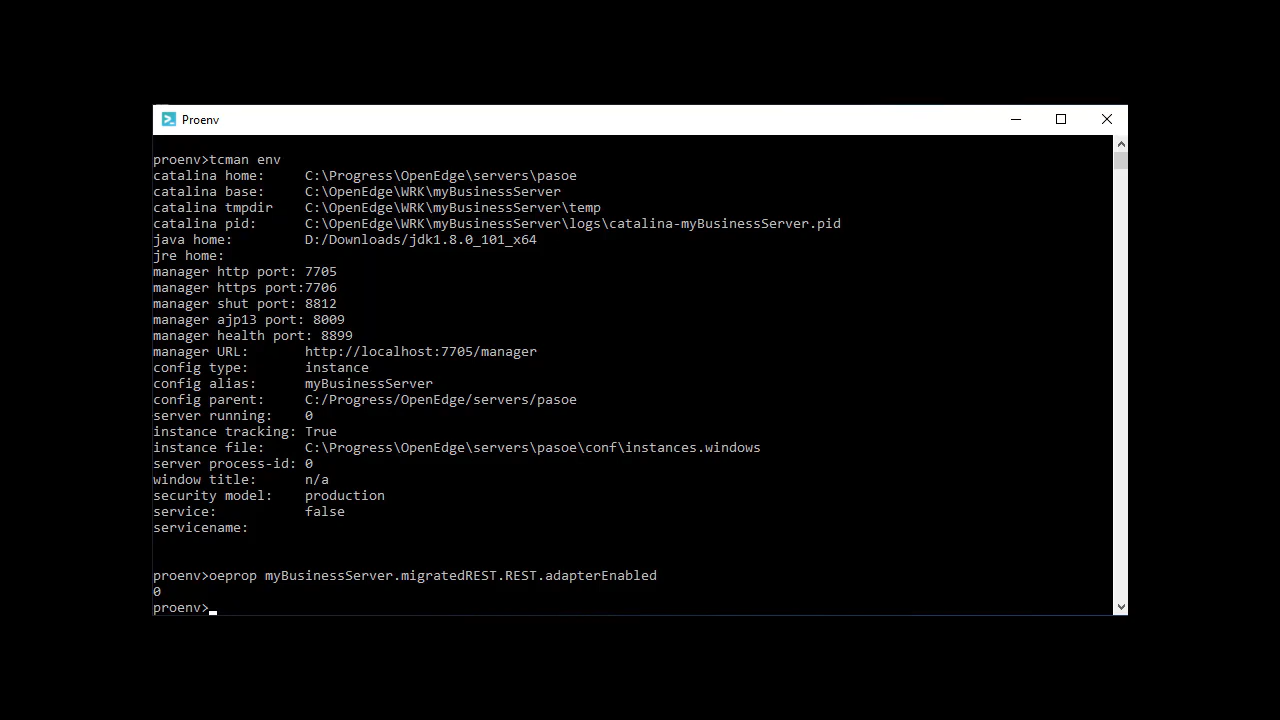 Proenv
proenv>tcman env
catalina home:     C:\Progress\OpenEdge\servers\pasoe
catalina base:     C:\OpenEdge\WRK\myBusinessServer
catalina tmpdir    C:\OpenEdge\WRK\myBusinessServer\temp
catalina pid:      C:\OpenEdge\WRK\myBusinessServer\logs\catalina-myBusinessServer.pid
java home:         D:/Downloads/jdk1.8.0_101_x64
jre home:
manager http port: 7705
manager https port:7706
manager shut port: 8812
manager ajp13 port: 8009
manager health port: 8899
manager URL:       http://localhost:7705/manager
config type:       instance
config alias:      myBusinessServer
config parent:     C:/Progress/OpenEdge/servers/pasoe
server running:    0
instance tracking: True
instance file:     C:\Progress\OpenEdge\servers\pasoe\conf\instances.windows
server process-id: 0
window title:      n/a
security model:    production
service:           false
servicename:
proenv>oeprop myBusinessServer.migratedREST.REST.adapterEnabled
0
proenv>